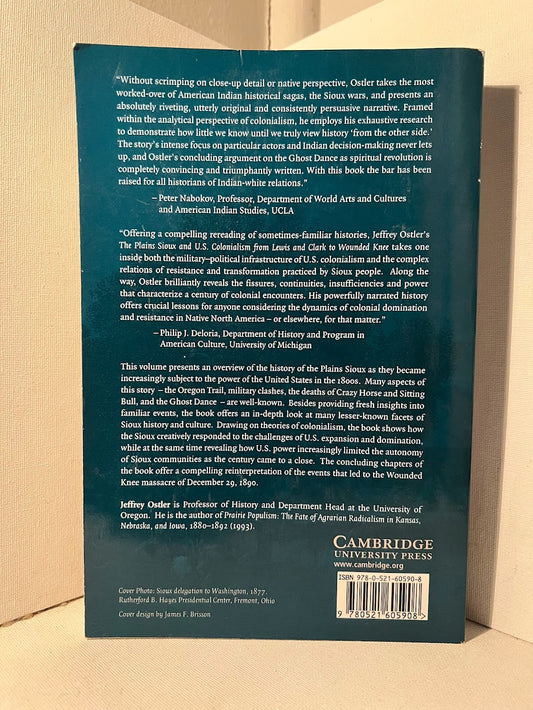 “Without scrimping on close-up detail or native perspective, Ostler takes the most
worked-over of American Indian historical sagas, the Sioux wars, and presents an
absolutely riveting, utterly original and consistently persuasive narrative. Framed
within the analytical perspective of colonialism, he employs his exhaustive research
to demonstrate how little we know until we truly view history ‘from the other side.’
The story’s intense focus on particular actors and Indian decision-making never lets
up, and Ostler’s concluding argument on the Ghost Dance as spiritual revolution is
completely convincing and triumphantly written. With this book the bar has been
raised for all historians of Indian-white relations.”
– Peter Nabokov, Professor, Department of World Arts and Cultures
and American Indian Studies, UCLA
“Offering a compelling rereading of sometimes-familiar histories, Jeffrey Ostler’s
The Plains Sioux and U.S. Colonialism from Lewis and Clark to Wounded Knee takes one
inside both the military–political infrastructure of U.S. colonialism and the complex
relations of resistance and transformation practiced by Sioux people. Along the
way, Ostler brilliantly reveals the fissures, continuities, insufficiencies and power
that characterize a century of colonial encounters. His powerfully narrated history
offers crucial lessons for anyone considering the dynamics of colonial domination
and resistance in Native North America – or elsewhere, for that matter.”
– Philip J. Deloria, Department of History and Program in
American Culture, University of Michigan
This volume presents an overview of the history of the Plains Sioux as they became
increasingly subject to the power of the United States in the 1800s. Many aspects of
this story – the Oregon Trail, military clashes, the deaths of Crazy Horse and Sitting
Bull, and the Ghost Dance – are well-known. Besides providing fresh insights into
familiar events, the book offers an in-depth look at many lesser-known facets of
Sioux history and culture. Drawing on theories of colonialism, the book shows how
the Sioux creatively responded to the challenges of U.S. expansion and domination,
while at the same time revealing how U.S. power increasingly limited the autonomy
of Sioux communities as the century came to a close. The concluding chapters of
the book offer a compelling reinterpretation of the events that led to the Wounded
Knee massacre of December 29, 1890.
Jeffrey Ostler is Professor of History and Department Head at the University of
Oregon. He is the author of Prairie Populism: The Fate of Agrarian Radicalism in Kansas,
Nebraska, and Iowa, 1880–1892 (1993).
CAMBRIDGE
UNIVERSITY PRESS
www.cambridge.org
ISBN 978-0-521-60590-8
9 780521 605908
Cover Photo: Sioux delegation to Washington, 1877.
Rutherford B. Hayes Presidential Center, Fremont, Ohio
Cover design by James F. Brisson